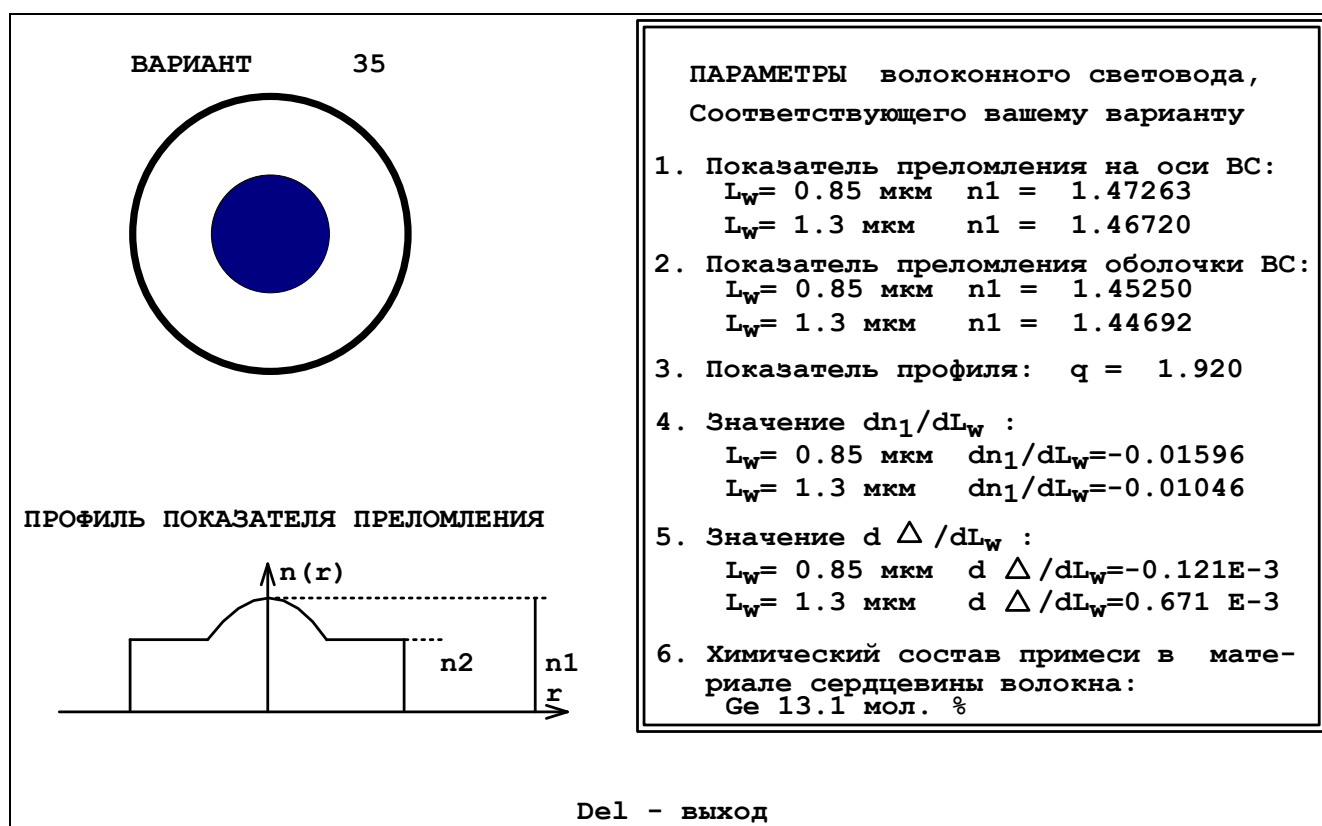 ВАРИАНТ 35
ПРОФИЛЬ ПОКАЗАТЕЛЯ ПРЕЛОМЛЕНИЯ
n(r)
n2
n1
r
ПАРАМЕТРЫ волоконного световода,
Соответствующего вашему варианту
1. Показатель преломления на оси ВС:
Lw= 0.85 мкм n1 = 1.47263
Lw= 1.3 мкм n1 = 1.46720
2. Показатель преломления оболочки ВС:
Lw= 0.85 мкм n1 = 1.45250
Lw= 1.3 мкм n1 = 1.44692
3. Показатель профиля: q = 1.920
4. Значение dn1/dLw :
Lw= 0.85 мкм dn1/dLw=-0.01596
Lw= 1.3 мкм dn1/dLw=-0.01046
5. Значение d △ /dLw :
Lw= 0.85 мкм d △/dLw=-0.121E-3
Lw= 1.3 мкм d △/dLw=0.671 E-3
6. Химический состав примеси в мате-
риале сердцевины волокна:
Ge 13.1 мол. %
Del - выход